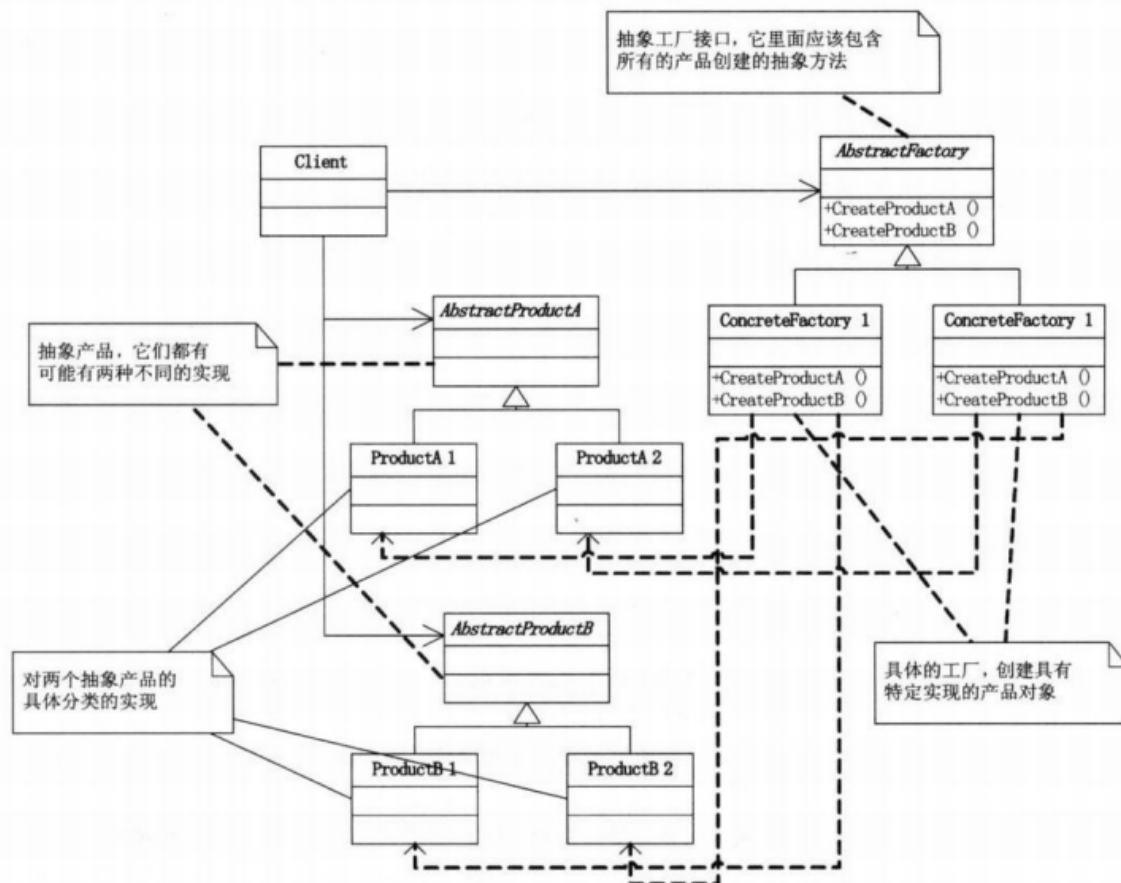 抽象工厂接口，它里面应该包含
所有的产品创建的抽象方法
AbstractFactory
+CreateProductA ()
+CreateProductB ()
Client
AbstractProductA
ConcreteFactory 1
+CreateProductA ()
+CreateProductB ()
ConcreteFactory 1
+CreateProductA ()
+CreateProductB ()
抽象产品，它们都有
可能有两种不同的实现
ProductA 1
ProductA 2
AbstractProductB
对两个抽象产品的
具体分类的实现
具体的工厂，创建具有
特定实现的产品对象
ProductB 1
ProductB 2